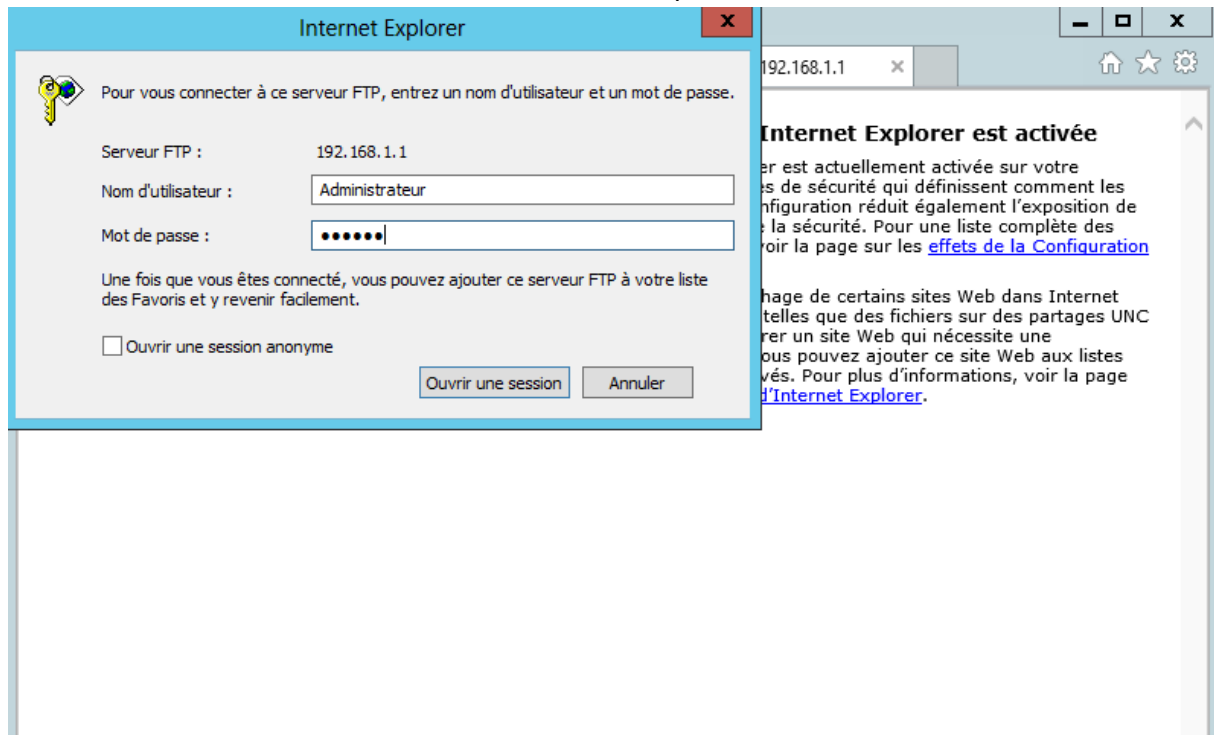 Internet Explorer
x
x
192.168.1.1
Pour vous connecter à ce serveur FTP, entrez un nom d'utilisateur et un mot de passe.
Serveur FTP :
192.168.1.1
Nom d'utilisateur :
Administrateur
Mot de passe :
••••••
Une fois que vous êtes connecté, vous pouvez ajouter ce serveur FTP à votre liste
des Favoris et y revenir facilement.
Ouvrir une session anonyme
Ouvrir une session
Annuler
Internet Explorer est activée
er est actuellement activée sur votre
es de sécurité qui définissent comment les
nfiguration réduit également l'exposition de
la sécurité. Pour une liste complète des
voir la page sur les effets de la Configuration
hage de certains sites Web dans Internet
telles que des fichiers sur des partages UNC
rer un site Web qui nécessite une
ous pouvez ajouter ce site Web aux listes
vés. Pour plus d'informations, voir la page
d'Internet Explorer.